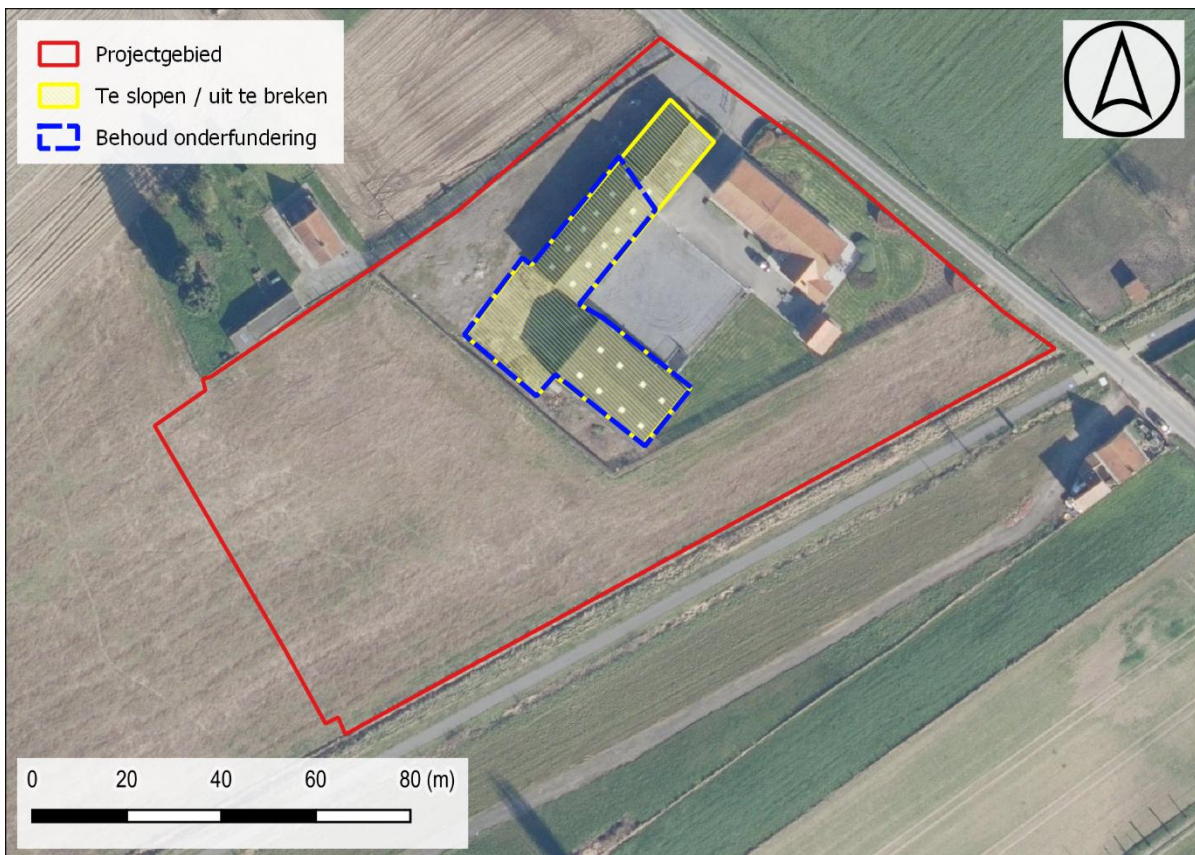 Projectgebied
Te slopen / uit te breken
Behoud onderfundering
0 20 40 60 80 (m)